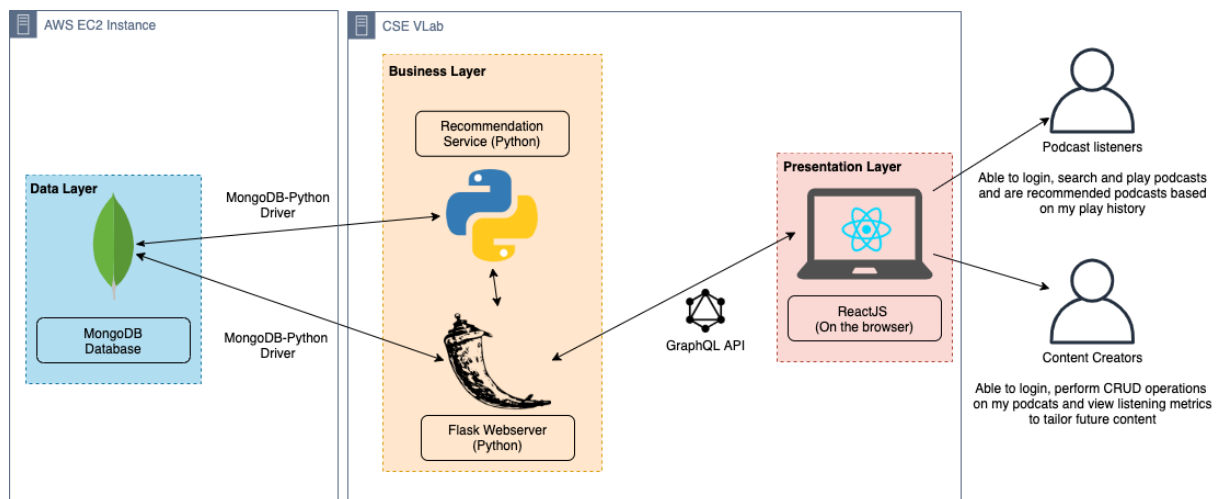 AWS EC2 Instance
CSE VLab
Business Layer
Recommendation
Service (Python)
Data Layer
MongoDB
Database
MongoDB-Python
Driver
MongoDB-Python
Driver
Flask Webserver
(Python)
GraphQL API
Presentation Layer
ReactJS
(On the browser)
Podcast listeners
Able to login, search and play podcasts
and are recommended podcasts based
on my play history
Content Creators
Able to login, perform CRUD operations
on my podcats and view listening metrics
to tailor future content